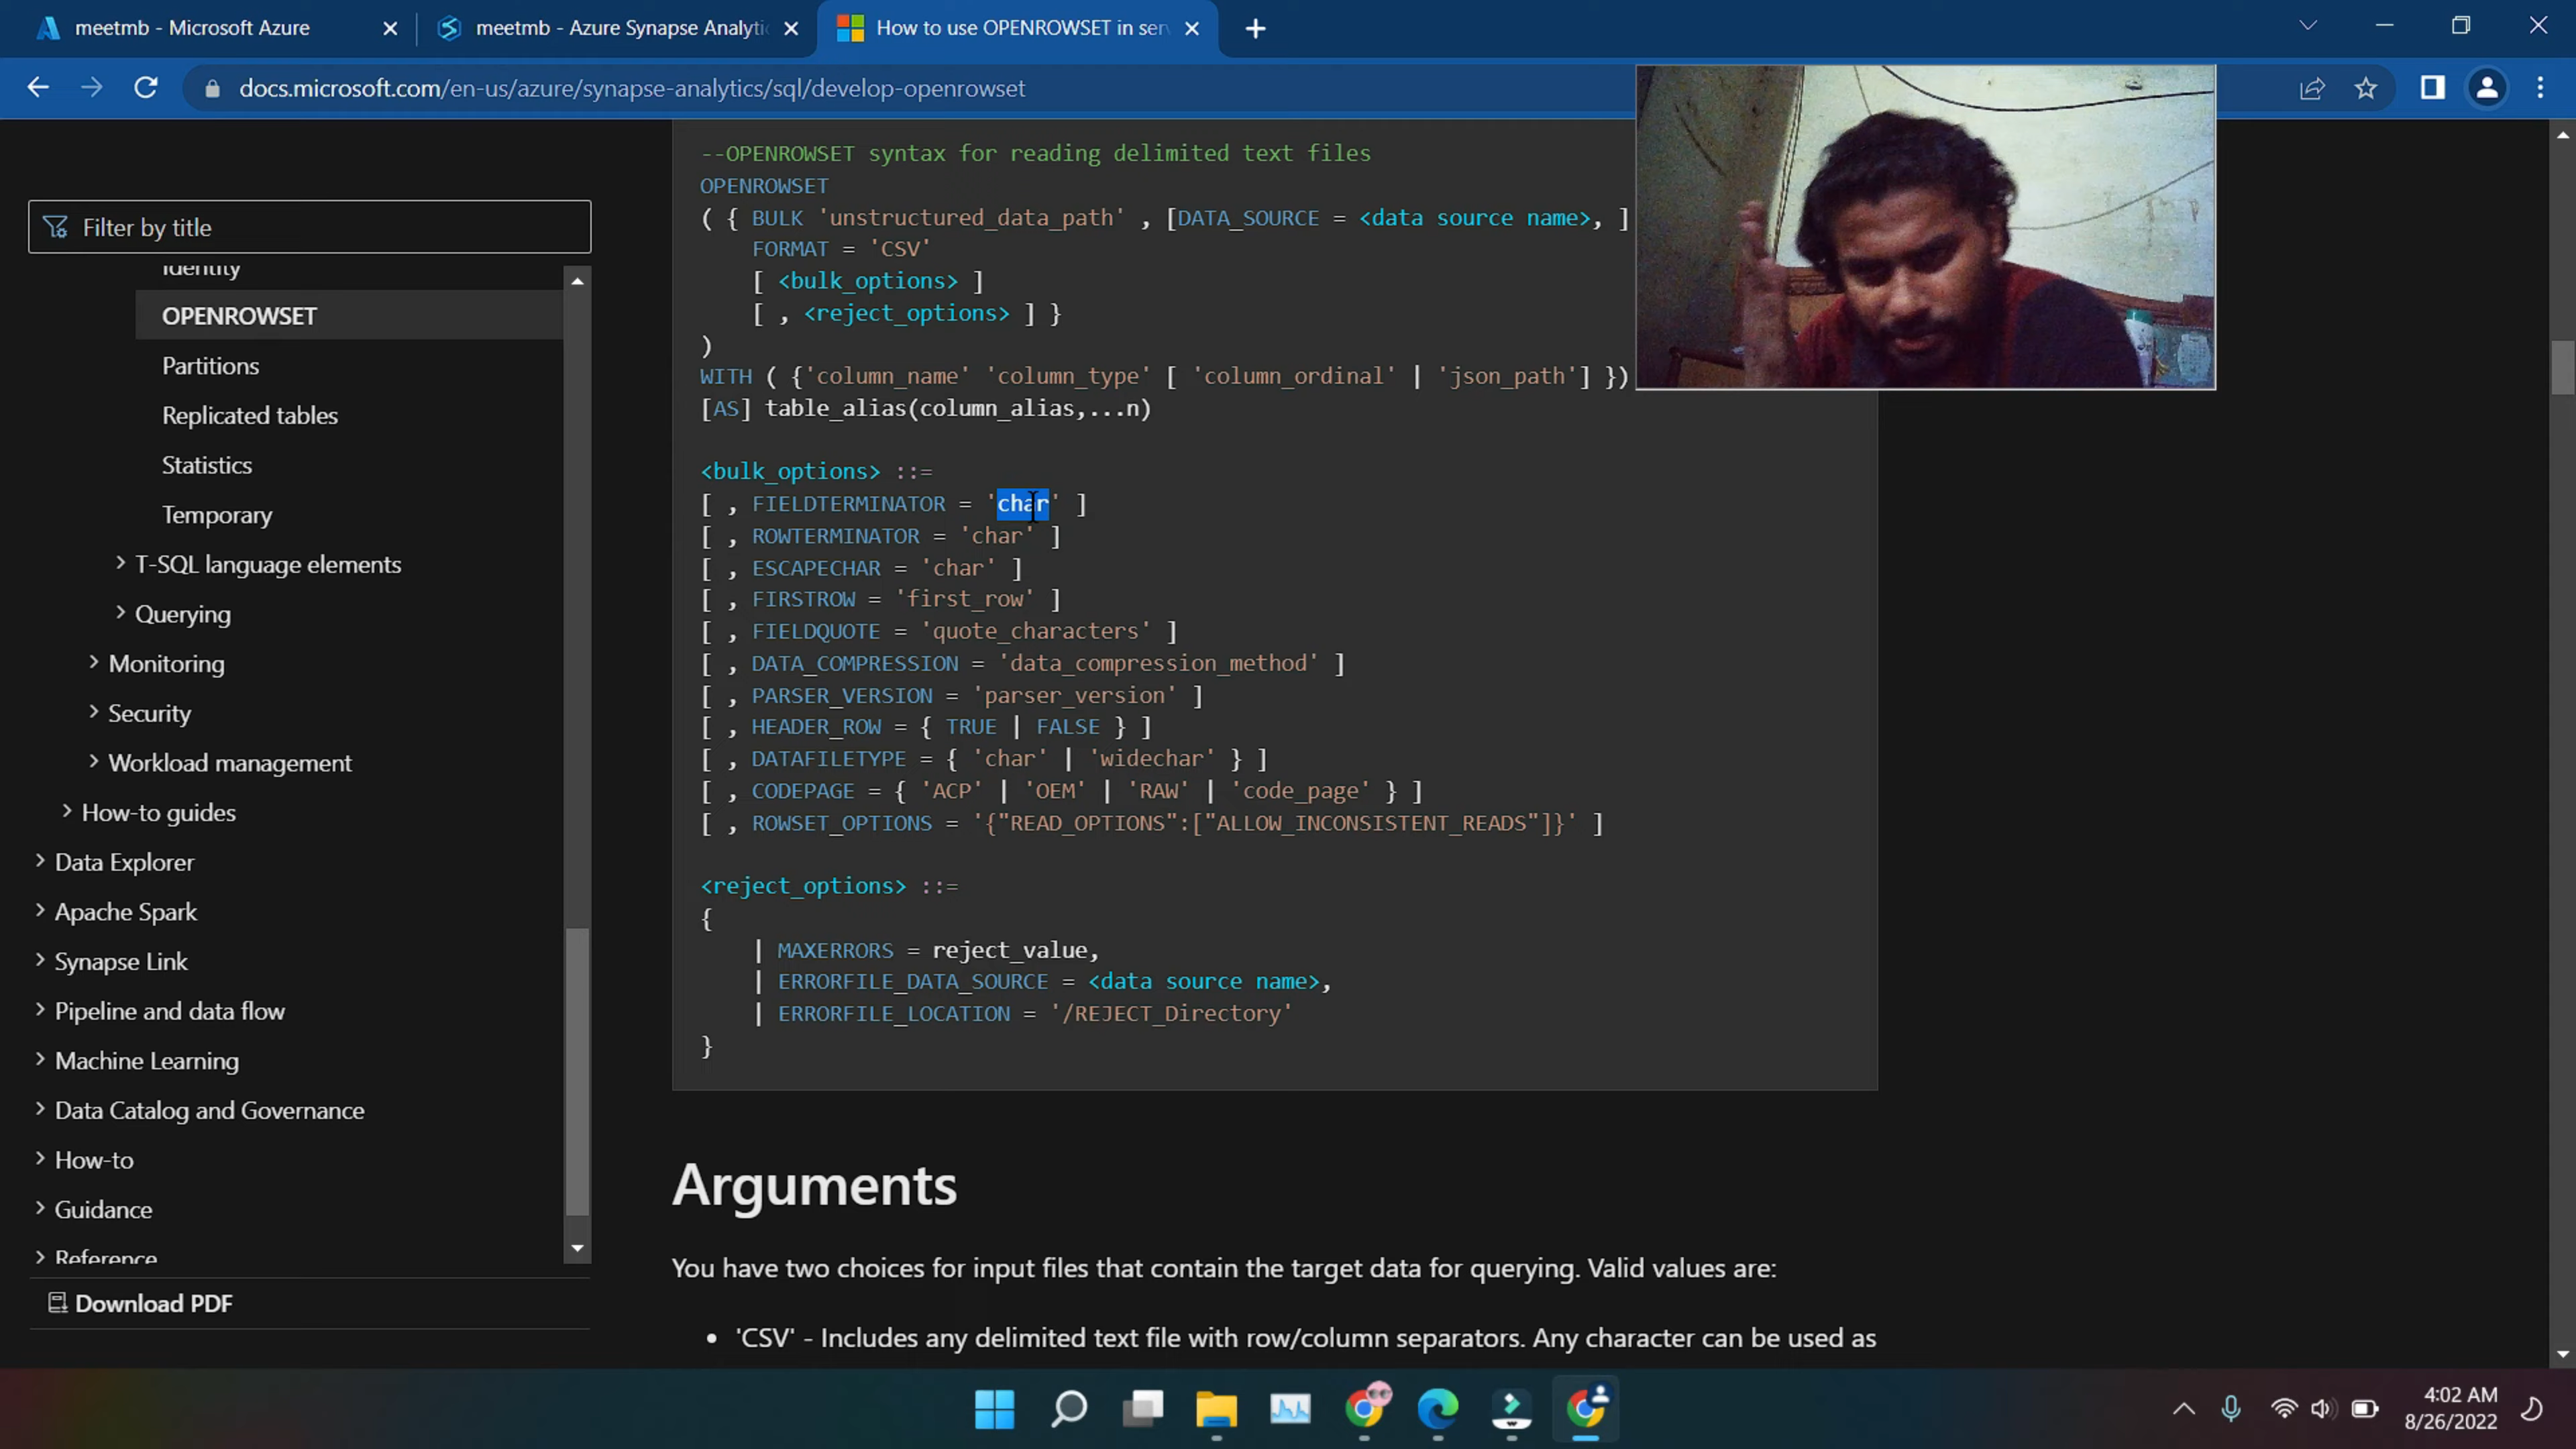 meetmb - Microsoft Azure
meetmb - Azure Synapse Analytic
How to use OPENROWSET in serv
docs.microsoft.com/en-us/azure/synapse-analytics/sql/develop-openrowset
Filter by title
Identity
OPENROWSET
Partitions
Replicated tables
Statistics
Temporary
T-SQL language elements
Querying
Monitoring
Security
Workload management
How-to guides
Data Explorer
Apache Spark
Synapse Link
Pipeline and data flow
Machine Learning
Data Catalog and Governance
How-to
Guidance
Reference
Download PDF
--OPENROWSET syntax for reading delimited text files
OPENROWSET
( { BULK 'unstructured_data_path' , [DATA_SOURCE = <data source name>, ]
FORMAT = 'CSV'
[ <bulk_options> ]
[ , <reject_options> ] }
)
WITH ( {'column_name' 'column_type' [ 'column_ordinal' | 'json_path'] })
[AS] table_alias(column_alias,...n)
<bulk_options> ::=
[ , FIELDTERMINATOR = 'char' ]
[ , ROWTERMINATOR = 'char' ]
[ , ESCAPECHAR = 'char' ]
[ , FIRSTROW = 'first_row' ]
[ , FIELDQUOTE = 'quote_characters' ]
[ , DATA_COMPRESSION = 'data_compression_method' ]
[ , PARSER_VERSION = 'parser_version' ]
[ , HEADER_ROW = { TRUE | FALSE } ]
[ , DATAFILETYPE = { 'char' | 'widechar' } ]
[ , CODEPAGE = { 'ACP' | 'OEM' | 'RAW' | 'code_page' } ]
[ , ROWSET_OPTIONS = '{"READ_OPTIONS":["ALLOW_INCONSISTENT_READS"]}' ]
<reject_options> ::=
{
| MAXERRORS = reject_value,
| ERRORFILE_DATA_SOURCE = <data source name>,
| ERRORFILE_LOCATION = '/REJECT_Directory'
}
Arguments
You have two choices for input files that contain the target data for querying. Valid values are:
• 'CSV' - Includes any delimited text file with row/column separators. Any character can be used as
4:02 AM
8/26/2022